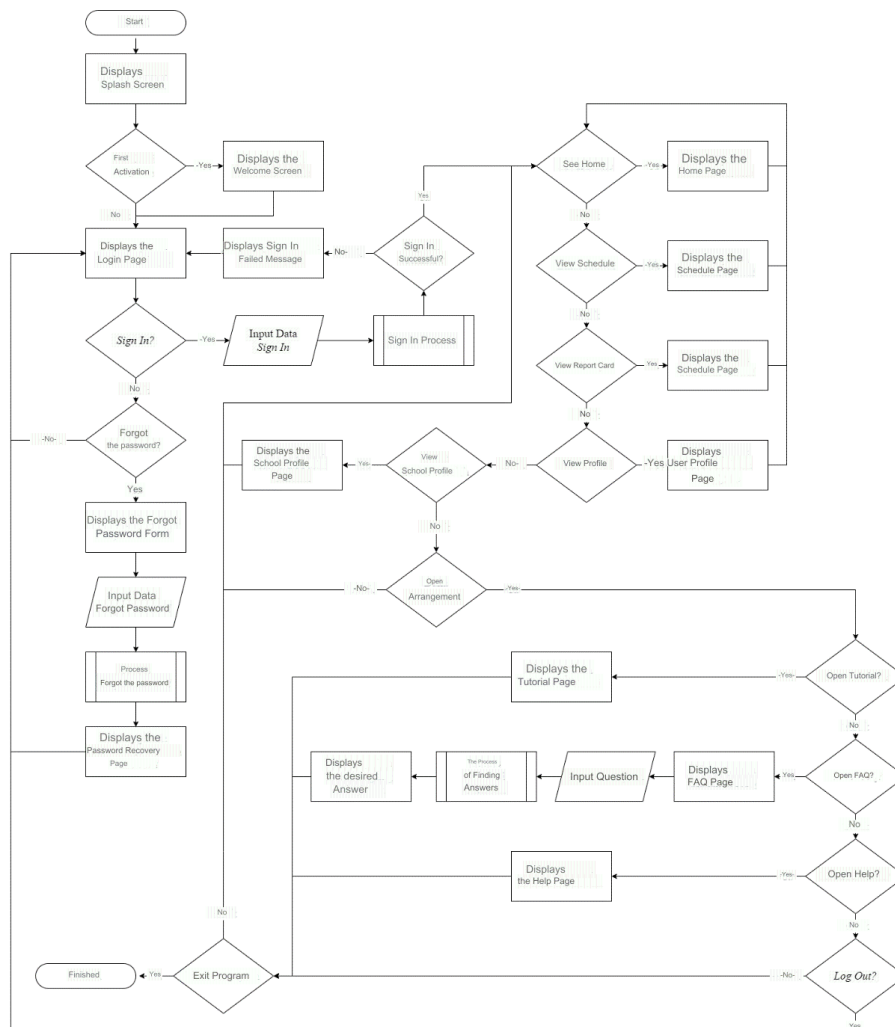 Start
Displays
Splash Screen
First
Activation
-Yes
Displays the
Welcome Screen
No
Displays the
Login Page
Displays Sign In
Failed Message
No-
Sign In
Successful?
Yes
Sign In?
-Yes
Input Data
Sign In
Sign In Process
No
Forgot
the password?
-No-
Yes
Displays the Forgot
Password Form
Input Data
Forgot Password
Process
Forgot the password
Displays the
Password Recovery
Page
See Home
-Yes
Displays the
Home Page
No
View Schedule
-Yes
Displays the
Schedule Page
No
View Report Card
Yes
Displays the
Schedule Page
No
View Profile
-Yes
Displays
User Profile
Page
No-
View
School Profile
Yes-
Displays the
School Profile
Page
No
Open
Arrangement
-No-
-Yes-
Open Tutorial?
-Yes-
Displays the
Tutorial Page
No
Open FAQ?
Yes
Displays
FAQ Page
Input Question
The Process
of Finding
Answers
Displays
the desired
Answer
No
Open Help?
-Yes-
Displays
the Help Page
No
Log Out?
-No-
Yes
Exit Program
No
Yes
Finished